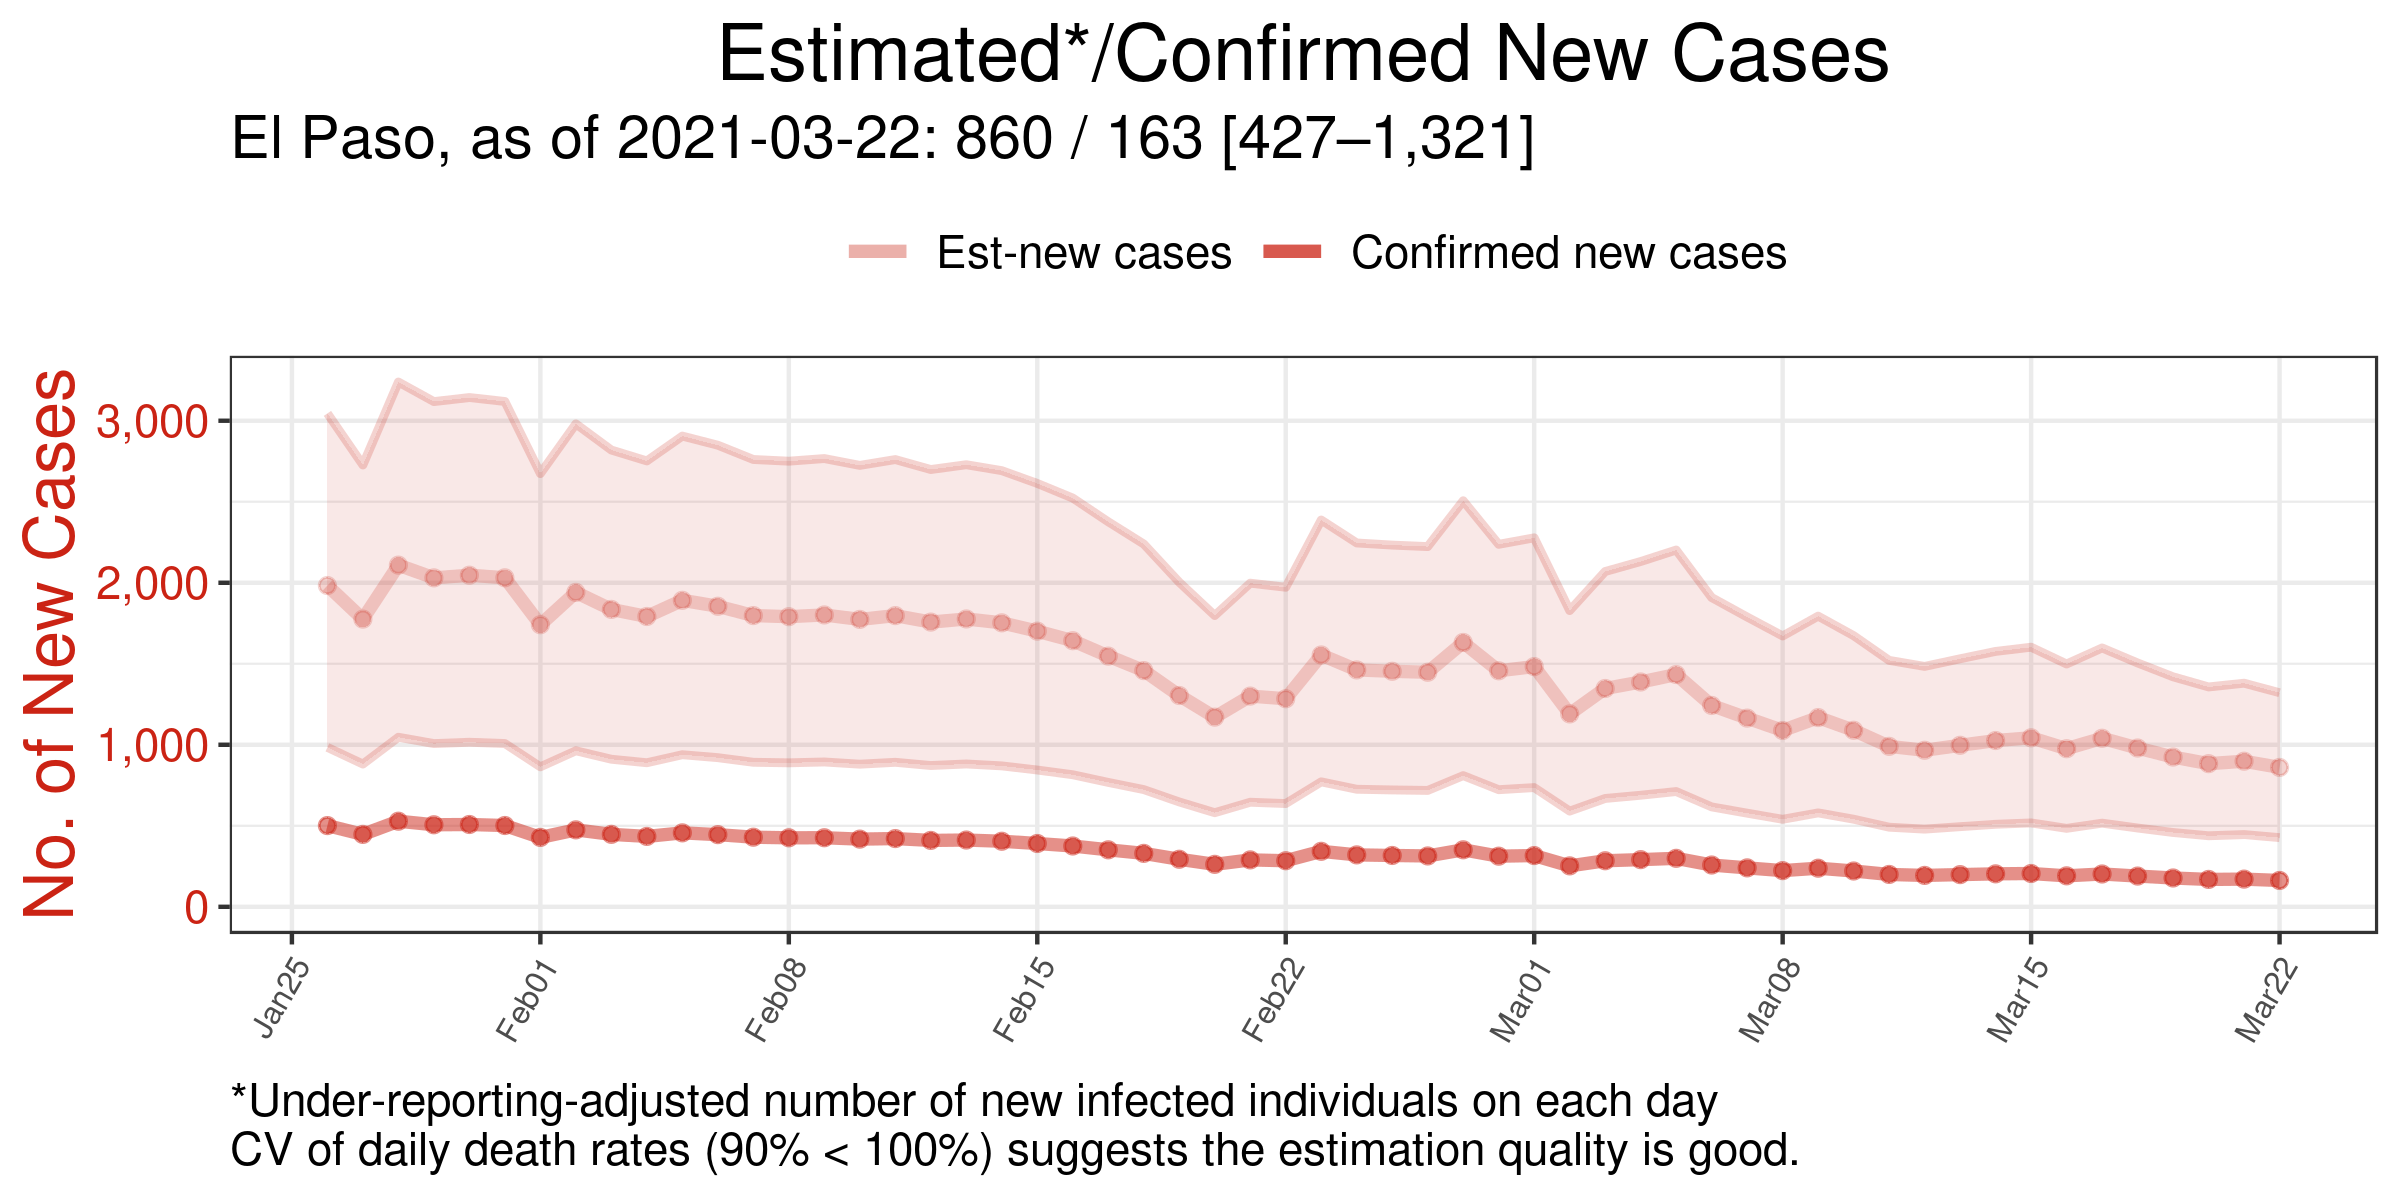 Estimated*/Confirmed New Cases
El Paso, as of 2021-03-22: 860 / 163 [427–1,321]
Est-new cases
Confirmed new cases
No. of New Cases
3,000
2,000
1,000
0
Jan25
Feb01
Feb08
Feb15
Feb22
Mar01
Mar08
Mar15
Mar22
*Under-reporting-adjusted number of new infected individuals on each day
CV of daily death rates (90% < 100%) suggests the estimation quality is good.